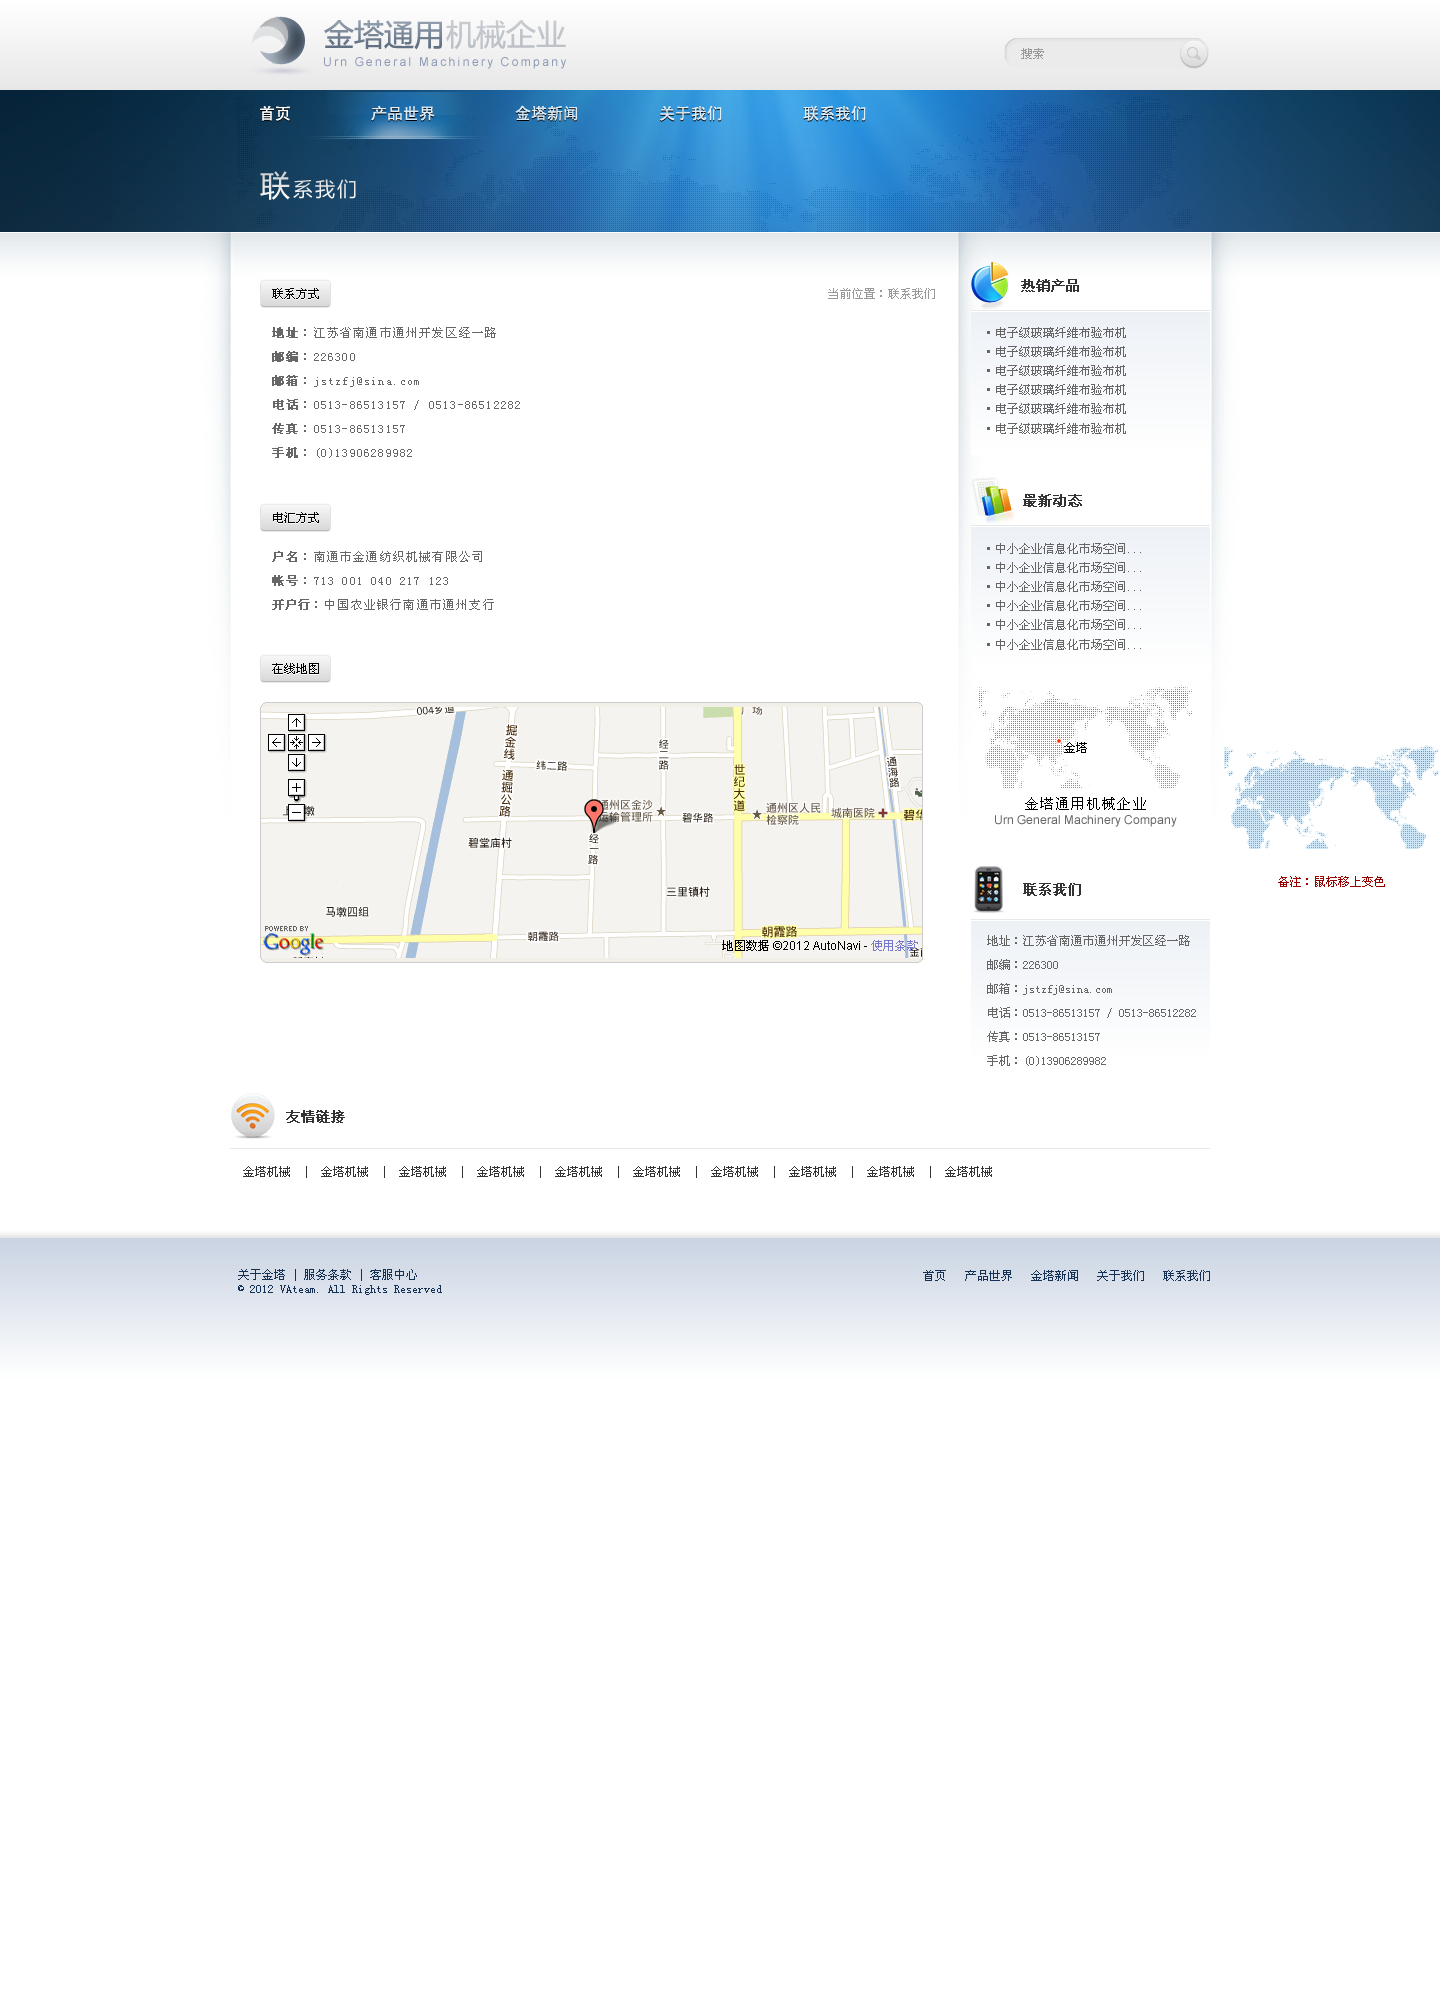 金塔通用机械企业
Urn General Machinery Company
搜索
首页 产品世界 金塔新闻 关于我们 联系我们
联系我们
联系方式
当前位置：联系我们
地址：江苏省南通市通州开发区经一路
邮编：226300
邮箱：jstzfj@sina.com
电话：0513-86513157 / 0513-86512282
传真：0513-86513157
手机：(0)13906289982
电汇方式
户名：南通市金通纺织机械有限公司
帐号：713 001 040 217 123
开户行：中国农业银行南通市通州支行
在线地图
004乡道
掘金线
通掘公路
纬二路
经二路
世纪大道
广场
通海路
通州区金沙
运输管理所
碧华路
通州区人民
检察院
城南医院
碧华
碧堂庙村
经一路
三里镇村
马墩四组
朝霞路
朝霞路
POWERED BY
Google
地图数据 ©2012 AutoNavi - 使用条款
热销产品
电子级玻璃纤维布验布机
电子级玻璃纤维布验布机
电子级玻璃纤维布验布机
电子级玻璃纤维布验布机
电子级玻璃纤维布验布机
电子级玻璃纤维布验布机
最新动态
中小企业信息化市场空间...
中小企业信息化市场空间...
中小企业信息化市场空间...
中小企业信息化市场空间...
中小企业信息化市场空间...
中小企业信息化市场空间...
金塔
金塔通用机械企业
Urn General Machinery Company
备注：鼠标移上变色
联系我们
地址：江苏省南通市通州开发区经一路
邮编：226300
邮箱：jstzfj@sina.com
电话：0513-86513157 / 0513-86512282
传真：0513-86513157
手机：(0)13906289982
友情链接
金塔机械 | 金塔机械 | 金塔机械 | 金塔机械 | 金塔机械 | 金塔机械 | 金塔机械 | 金塔机械 | 金塔机械 | 金塔机械
关于金塔 | 服务条款 | 客服中心
© 2012 VAteam. All Rights Reserved
首页 产品世界 金塔新闻 关于我们 联系我们